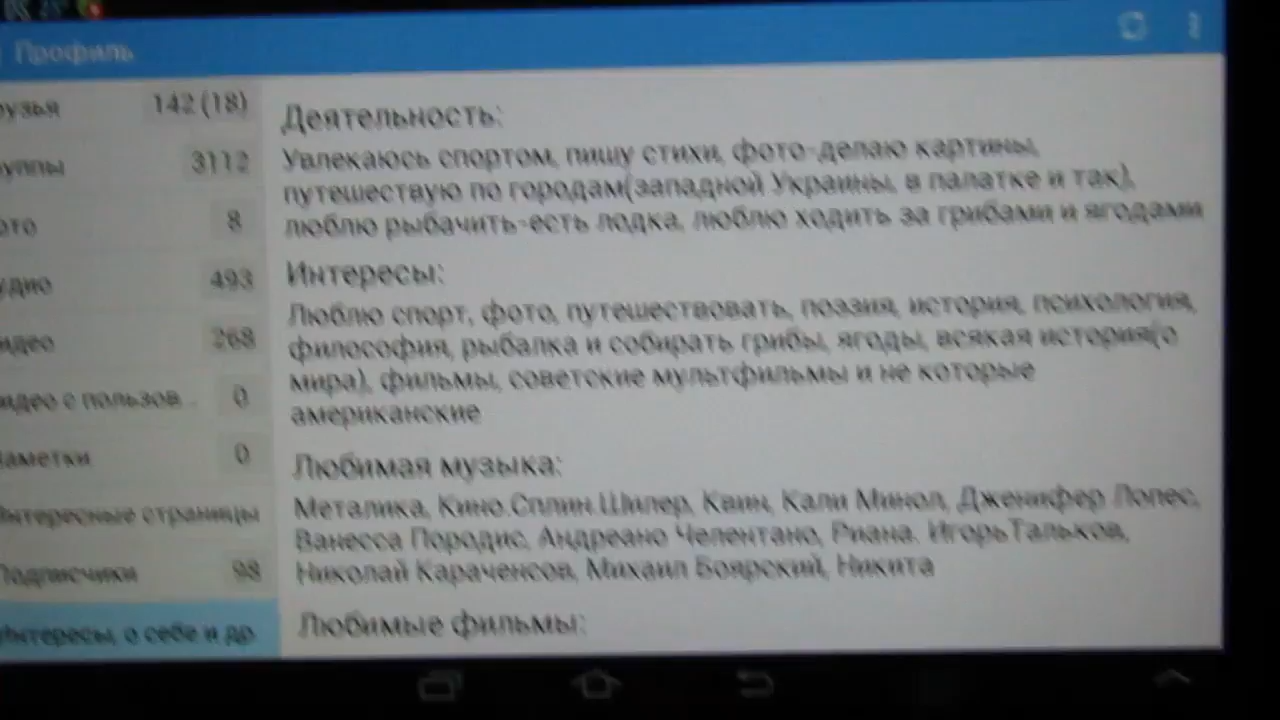 Профиль
рузья 142 (18)
уппы 3112
ото 8
удио 493
идео 268
идео с пользов... 0
аметки 0
Интересные страницы
Подписчики 98
Интересы, о себе и др.
Деятельность:
Увлекаюсь спортом, пишу стихи, фото-делаю картины,
путешествую по городам(западной Украины, в палатке и так),
люблю рыбачить-есть лодка, люблю ходить за грибами и ягодами
Интересы:
Люблю спорт, фото, путешествовать, поэзия, история, психология,
философия, рыбалка и собирать грибы, ягоды, всякая история(о
мира), фильмы, советские мультфильмы и не которые
американские
Любимая музыка:
Металика, Кино.Сплин.Шилер, Квин, Кали Минол, Дженифер Лопес,
Ванесса Породис, Андреано Челентано, Риана. ИгорьТальков,
Николай Караченсов, Михаил Боярский, Никита
Любимые фильмы: